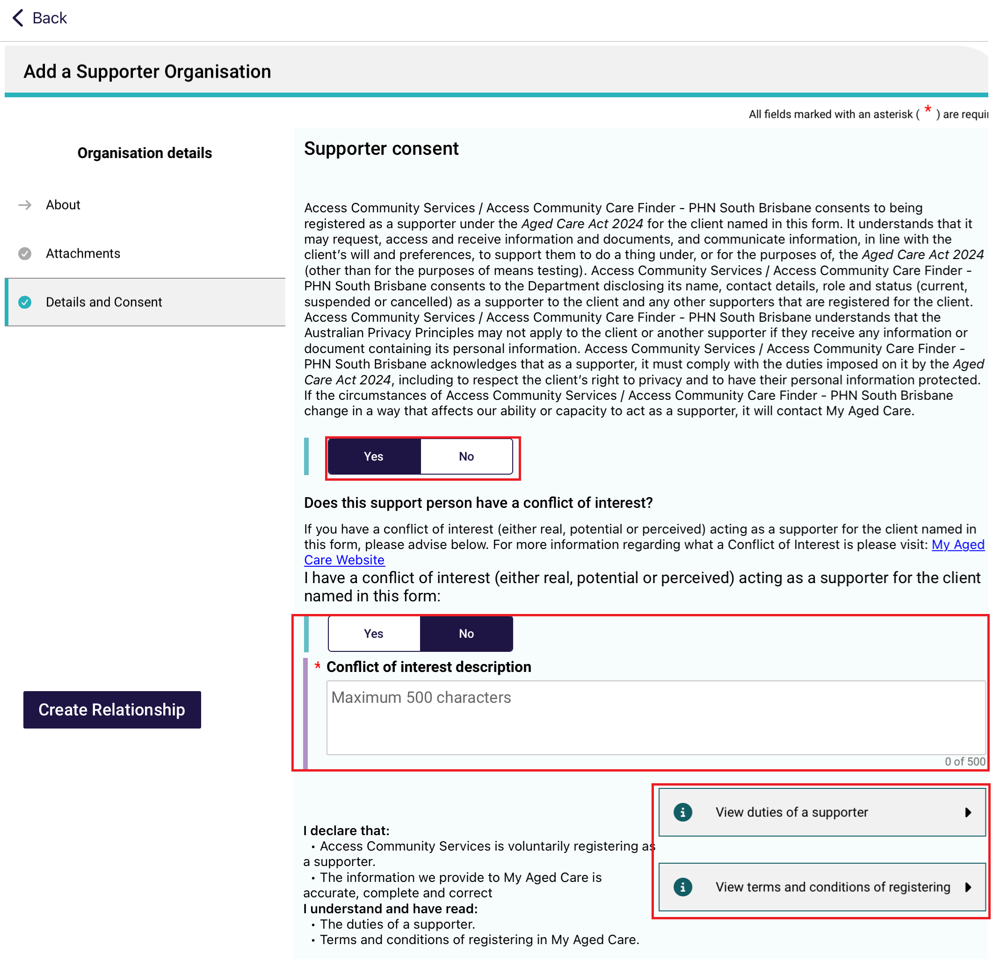 Back
Add a Supporter Organisation
All fields marked with an asterisk ( * ) are requi
Organisation details
About
Attachments
Details and Consent
Create Relationship
Supporter consent
Access Community Services / Access Community Care Finder - PHN South Brisbane consents to being
registered as a supporter under the Aged Care Act 2024 for the client named in this form. It understands that it
may request, access and receive information and documents, and communicate information, in line with the
client's will and preferences, to support them to do a thing under, or for the purposes of, the Aged Care Act 2024
(other than for the purposes of means testing). Access Community Services / Access Community Care Finder -
PHN South Brisbane consents to the Department disclosing its name, contact details, role and status (current,
suspended or cancelled) as a supporter to the client and any other supporters that are registered for the client.
Access Community Services / Access Community Care Finder - PHN South Brisbane understands that the
Australian Privacy Principles may not apply to the client or another supporter if they receive any information or
document containing its personal information. Access Community Services / Access Community Care Finder -
PHN South Brisbane acknowledges that as a supporter, it must comply with the duties imposed on it by the Aged
Care Act 2024, including to respect the client's right to privacy and to have their personal information protected.
If the circumstances of Access Community Services / Access Community Care Finder - PHN South Brisbane
change in a way that affects our ability or capacity to act as a supporter, it will contact My Aged Care.
Yes No
Does this support person have a conflict of interest?
If you have a conflict of interest (either real, potential or perceived) acting as a supporter for the client named in
this form, please advise below. For more information regarding what a Conflict of Interest is please visit: My Aged
Care Website
I have a conflict of interest (either real, potential or perceived) acting as a supporter for the client
named in this form:
Yes No
* Conflict of interest description
Maximum 500 characters
0 of 500
I declare that:
• Access Community Services is voluntarily registering as
a supporter.
• The information we provide to My Aged Care is
accurate, complete and correct
I understand and have read:
• The duties of a supporter.
• Terms and conditions of registering in My Aged Care.
View duties of a supporter
View terms and conditions of registering